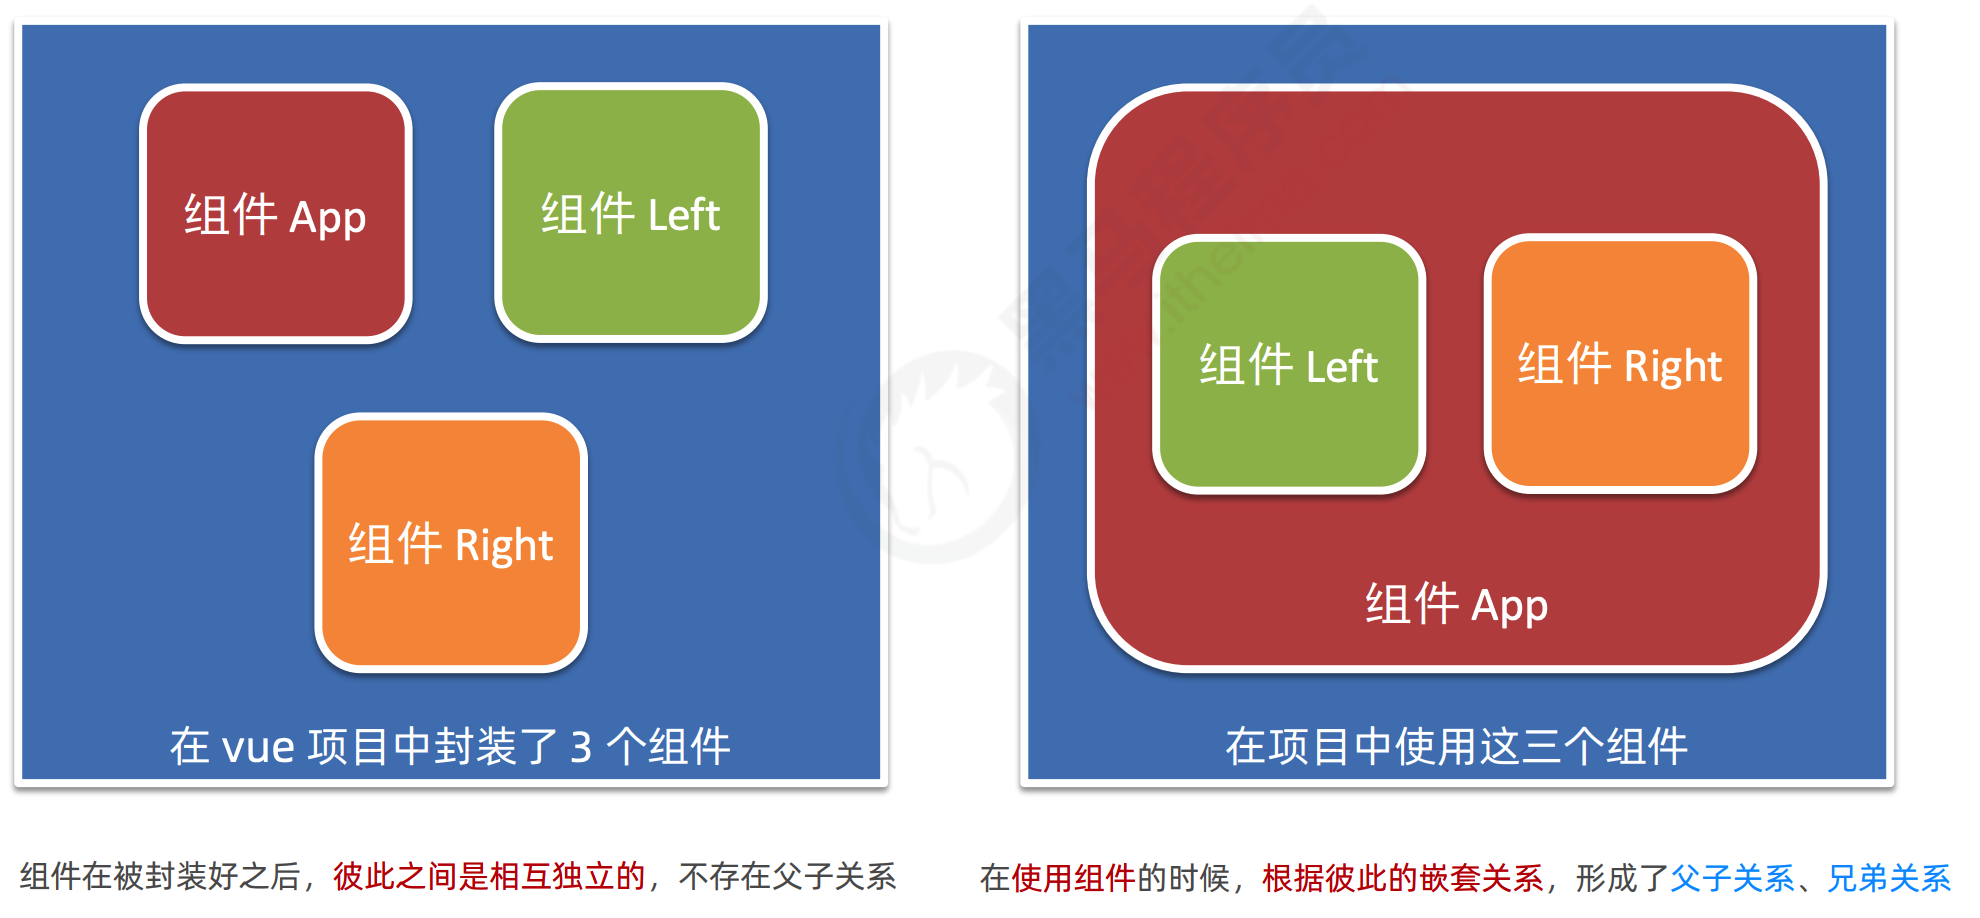 组件 App
组件 Left
组件 Right
在 vue 项目中封装了 3 个组件
组件在被封装好之后，彼此之间是相互独立的，不存在父子关系
黑马程序员
组件 Left
组件 Right
组件 App
在项目中使用这三个组件
在使用组件的时候，根据彼此的嵌套关系，形成了父子关系、兄弟关系